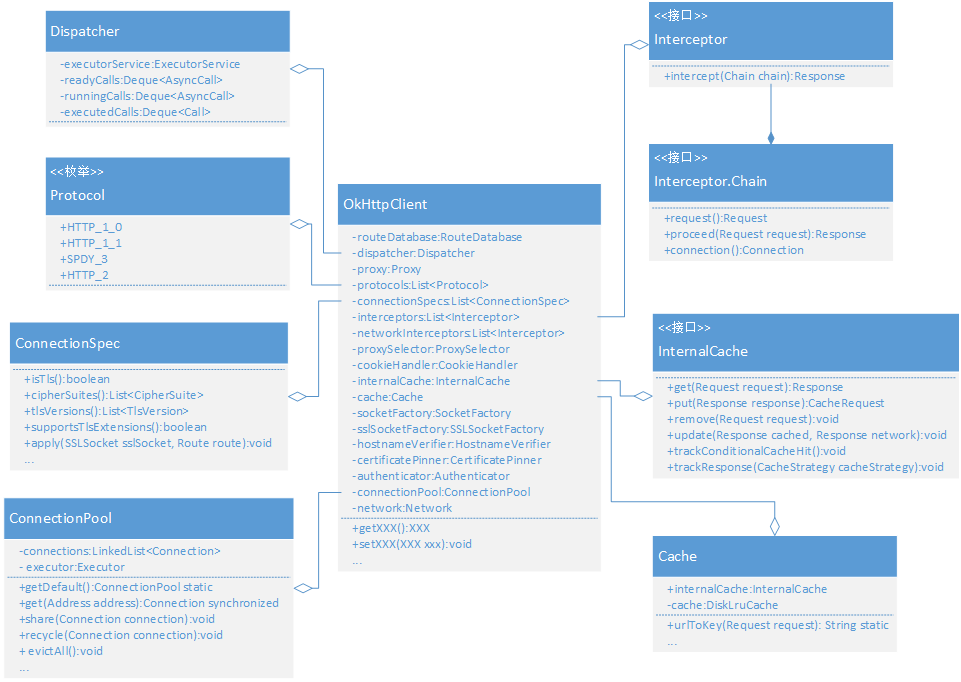 Dispatcher
-executorService:ExecutorService
-readyCalls:Deque<AsyncCall>
-runningCalls:Deque<AsyncCall>
-executedCalls:Deque<Call>
<<枚举>>
Protocol
+HTTP_1_0
+HTTP_1_1
+SPDY_3
+HTTP_2
ConnectionSpec
+isTls():boolean
+cipherSuites():List<CipherSuite>
+tlsVersions():List<TlsVersion>
+supportsTlsExtensions():boolean
+apply(SSLSocket sslSocket, Route route):void
...
ConnectionPool
-connections:LinkedList<Connection>
- executor:Executor
+getDefault():ConnectionPool static
+get(Address address):Connection synchronized
+share(Connection connection):void
+recycle(Connection connection):void
+ evictAll():void
...
OkHttpClient
-routeDatabase:RouteDatabase
-dispatcher:Dispatcher
-proxy:Proxy
-protocols:List<Protocol>
-connectionSpecs:List<ConnectionSpec>
-interceptors:List<Interceptor>
-networkInterceptors:List<Interceptor>
-proxySelector:ProxySelector
-cookieHandler:CookieHandler
-internalCache:InternalCache
-cache:Cache
-socketFactory:SocketFactory
-sslSocketFactory:SSLSocketFactory
-hostnameVerifier:HostnameVerifier
-certificatePinner:CertificatePinner
-authenticator:Authenticator
-connectionPool:ConnectionPool
-network:Network
+getXXX():XXX
+setXXX(XXX xxx):void
...
<<接口>>
Interceptor
+intercept(Chain chain):Response
<<接口>>
Interceptor.Chain
+request():Request
+proceed(Request request):Response
+connection():Connection
<<接口>>
InternalCache
+get(Request request):Response
+put(Response response):CacheRequest
+remove(Request request):void
+update(Response cached, Response network):void
+trackConditionalCacheHit():void
+trackResponse(CacheStrategy cacheStrategy):void
Cache
+internalCache:InternalCache
-cache:DiskLruCache
+urlToKey(Request request): String static
...